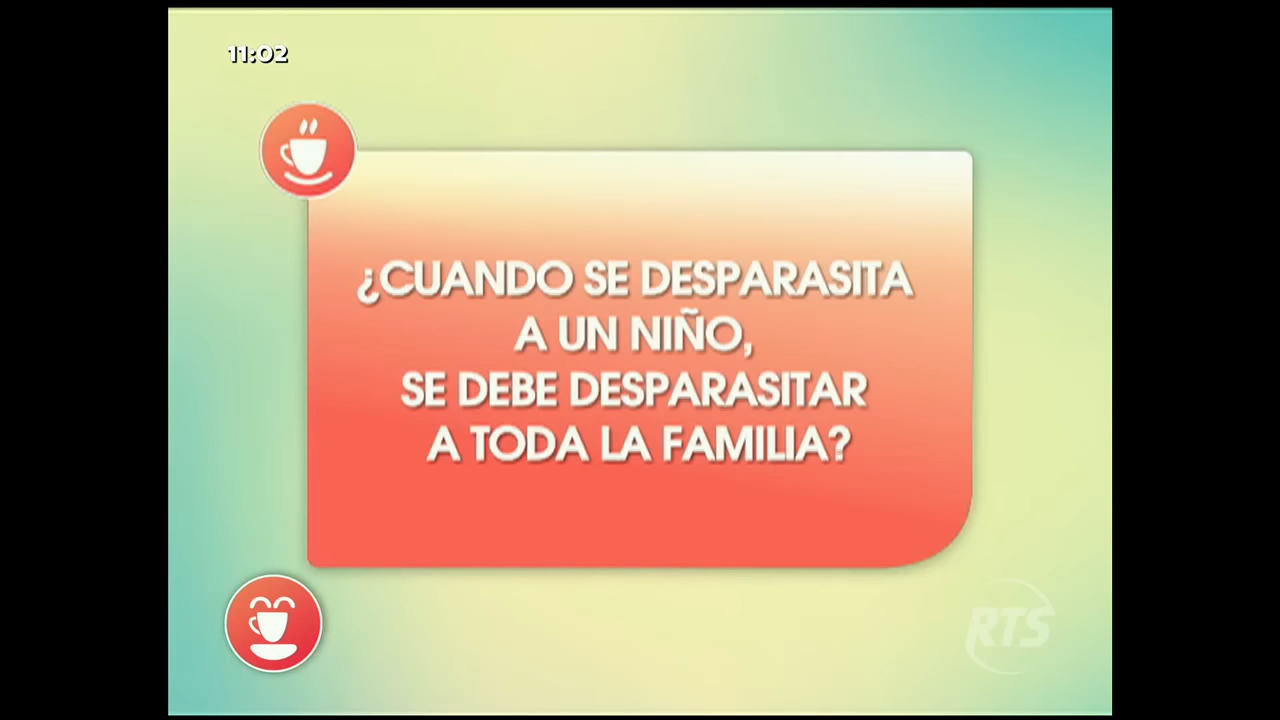 11:02
¿CUANDO SE DESPARASITA
A UN NIÑO,
SE DEBE DESPARASITAR
A TODA LA FAMILIA?
RTS